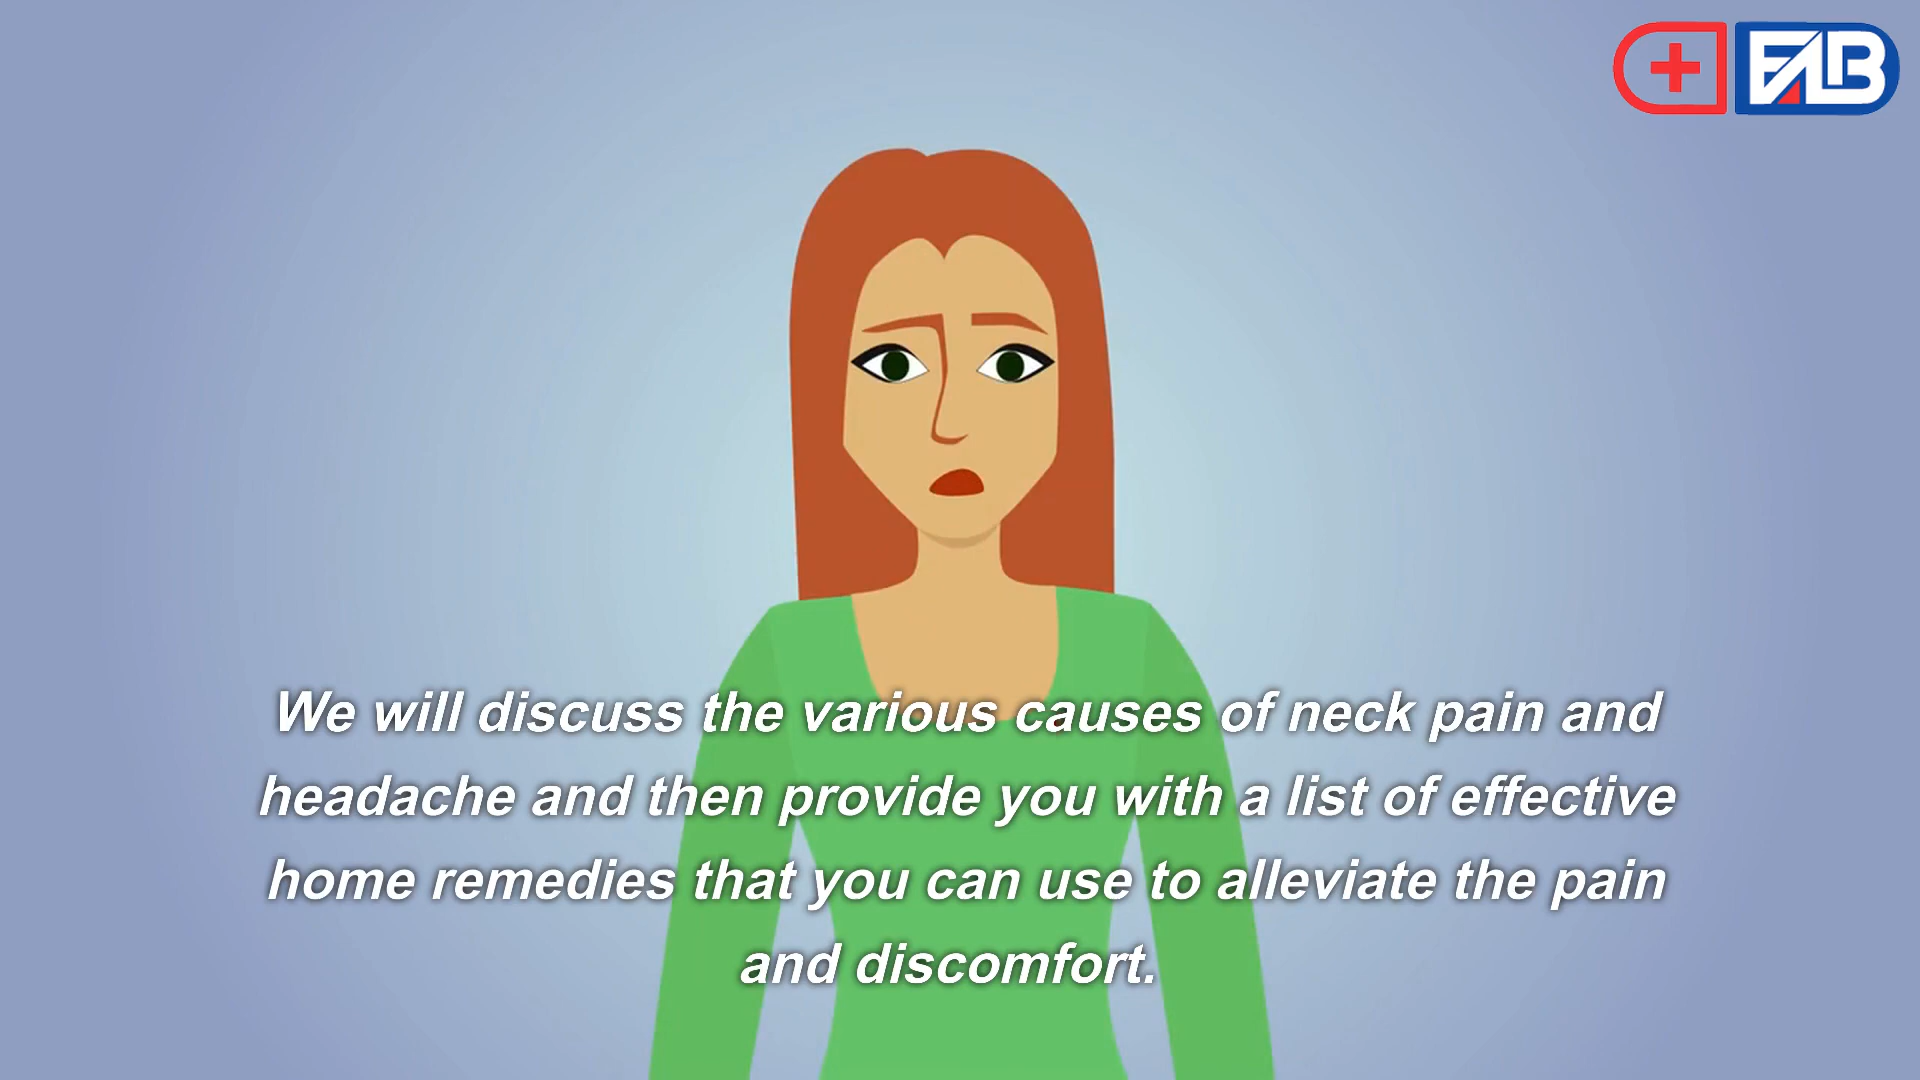 FAB
We will discuss the various causes of neck pain and
headache and then provide you with a list of effective
home remedies that you can use to alleviate the pain
and discomfort.